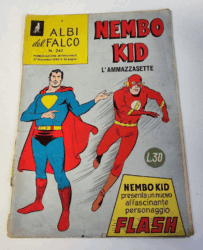 ALBI
del FALCO
N. 242
NEMBO
KID
L'AMMAZZASETTE
L.30
NEMBO KID
presenta un nuovo
affascinante
personaggio
FLASH